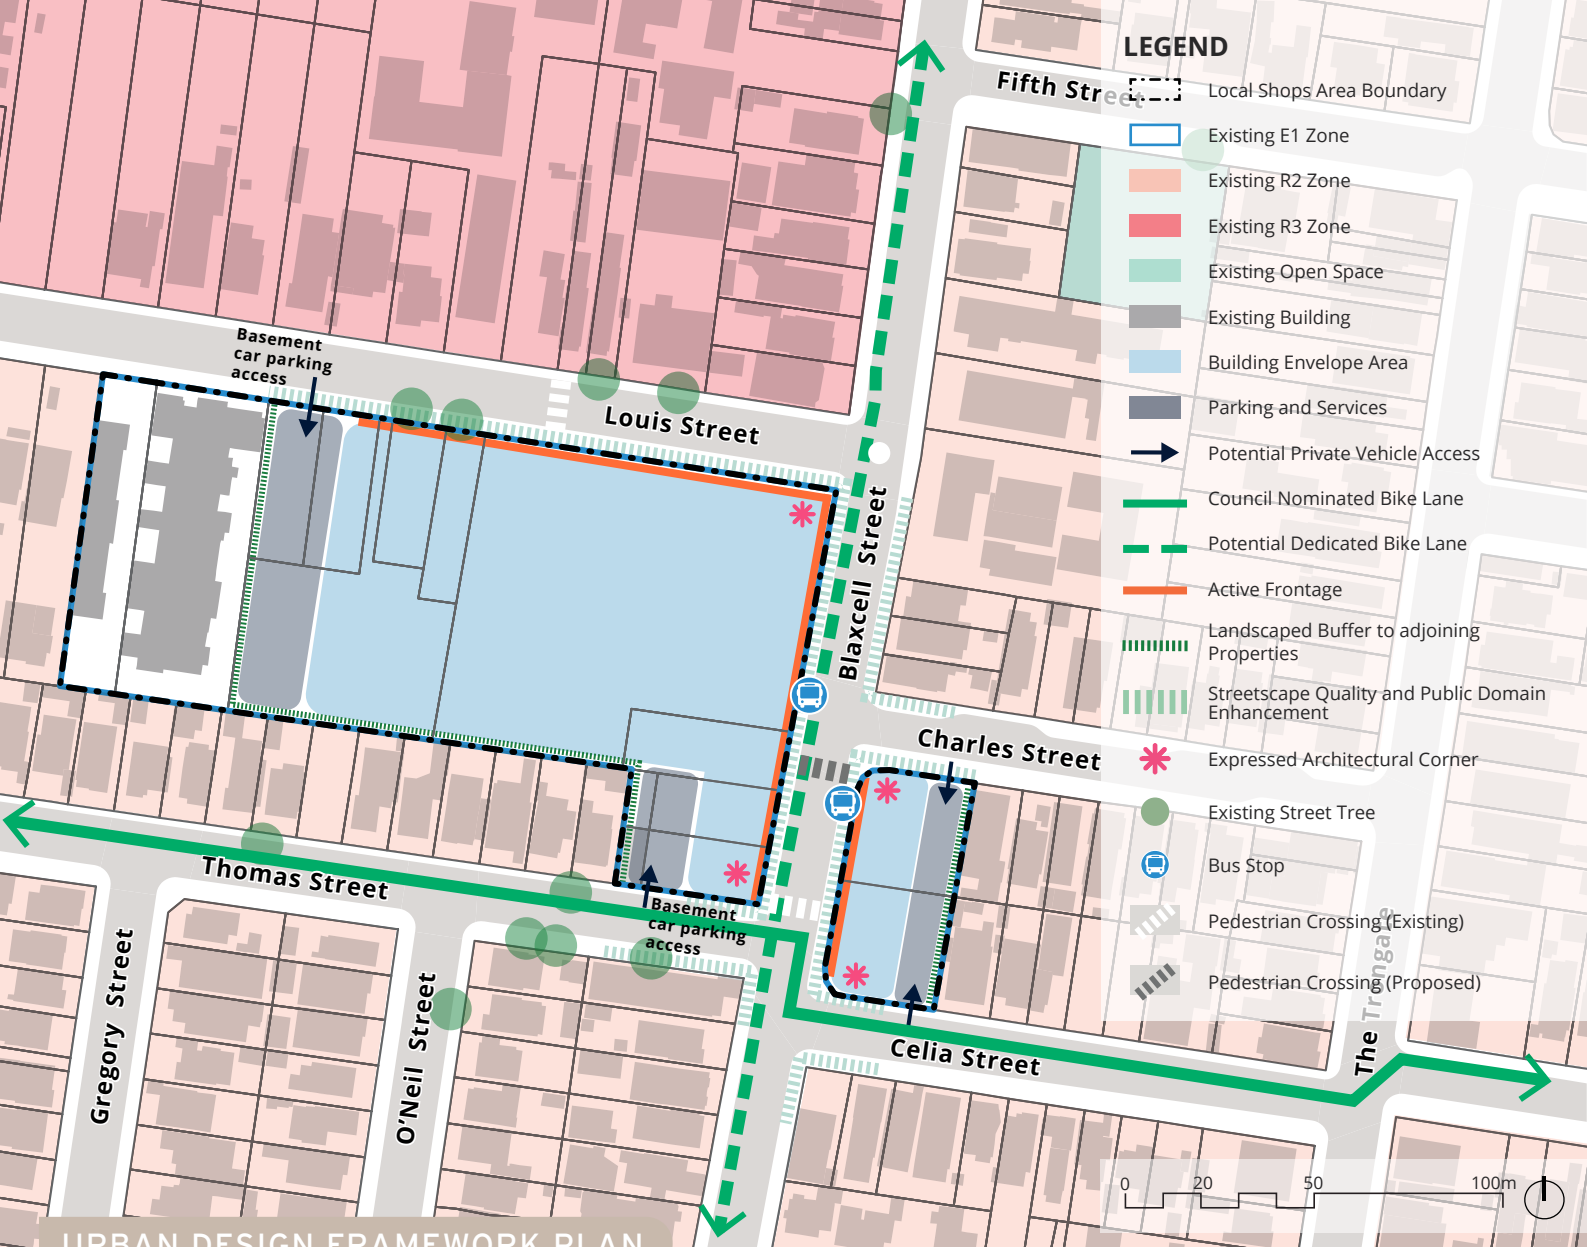 Fifth Street
Basement
car parking
access
Louis Street
Blaxcell Street
Charles Street
Thomas Street
Basement
car parking
access
Gregory Street
O'Neil Street
Celia Street
The Trongate
LEGEND
Local Shops Area Boundary
Existing E1 Zone
Existing R2 Zone
Existing R3 Zone
Existing Open Space
Existing Building
Building Envelope Area
Parking and Services
Potential Private Vehicle Access
Council Nominated Bike Lane
Potential Dedicated Bike Lane
Active Frontage
Landscaped Buffer to adjoining
Properties
Streetscape Quality and Public Domain
Enhancement
Expressed Architectural Corner
Existing Street Tree
Bus Stop
Pedestrian Crossing (Existing)
Pedestrian Crossing (Proposed)
0 20 50 100m
URBAN DESIGN FRAMEWORK PLAN